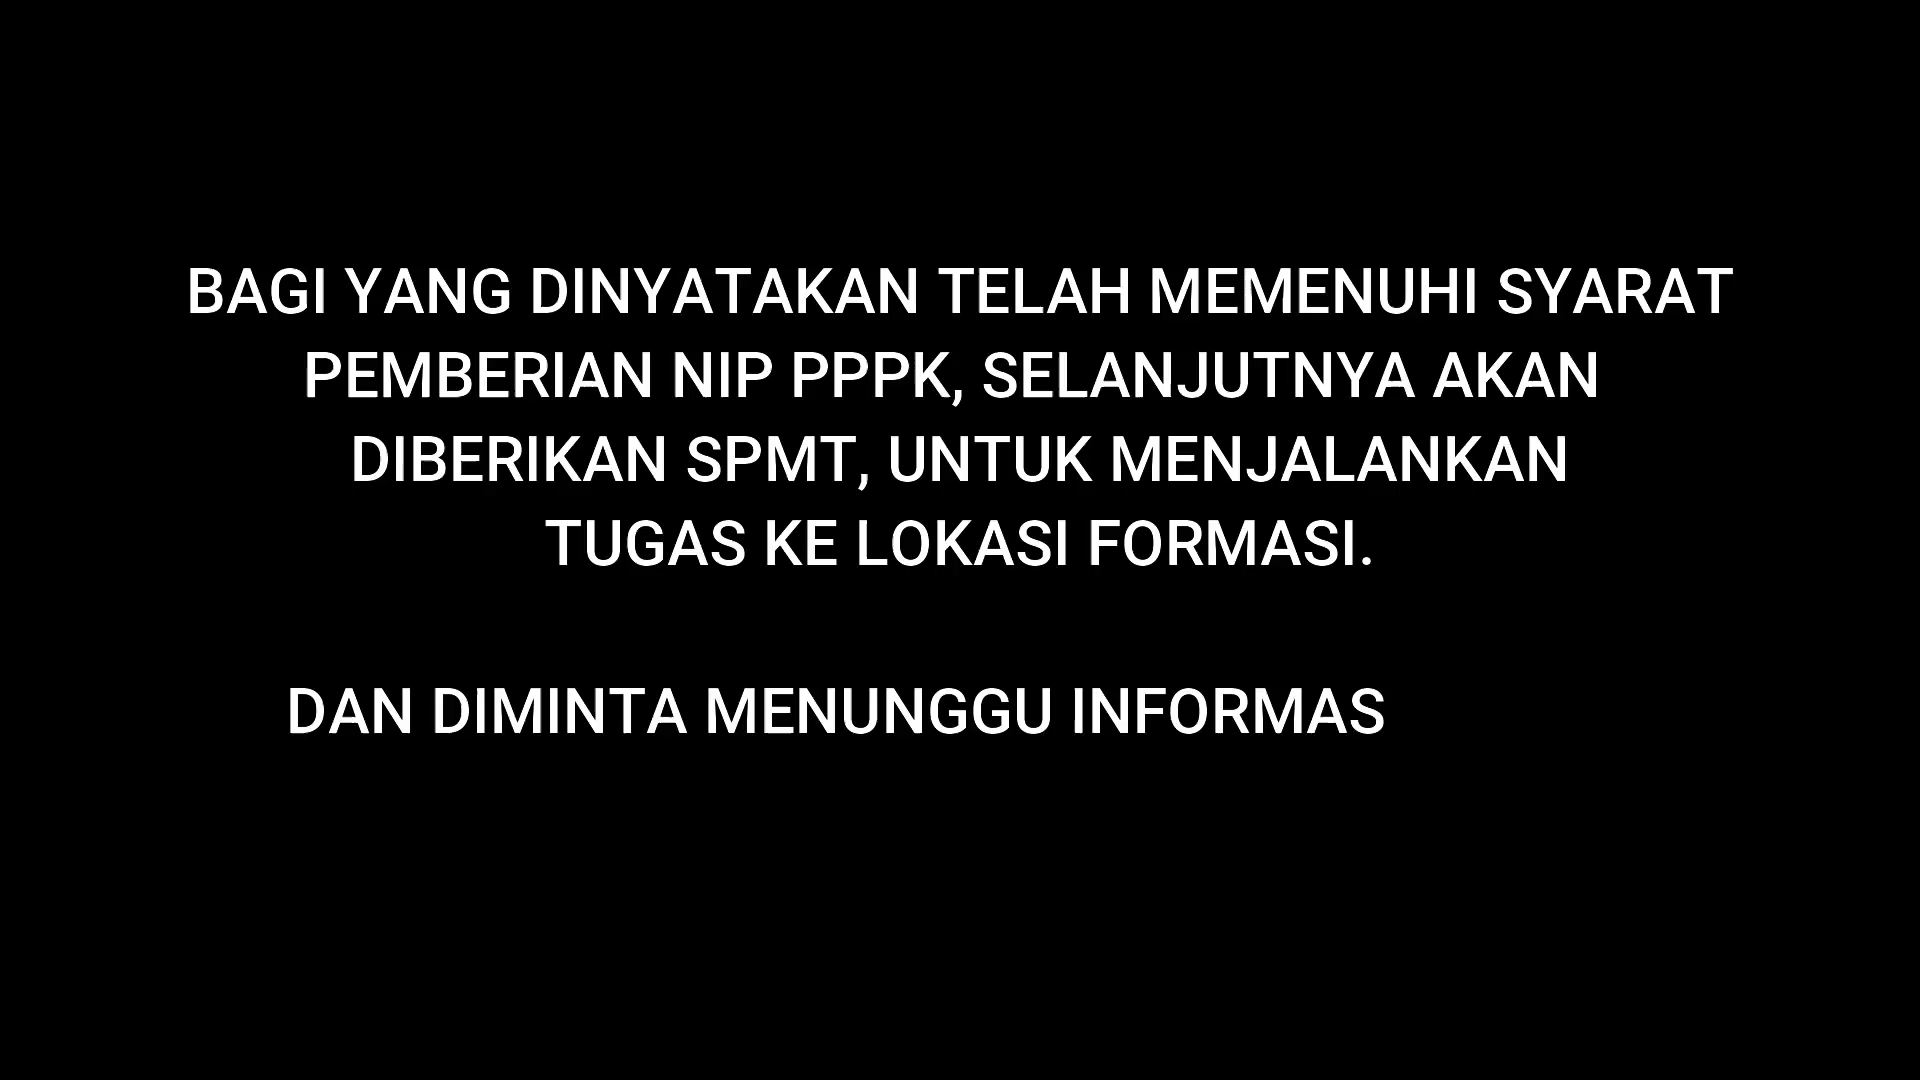 BAGI YANG DINYATAKAN TELAH MEMENUHI SYARAT
PEMBERIAN NIP PPPK, SELANJUTNYA AKAN
DIBERIKAN SPMT, UNTUK MENJALANKAN
TUGAS KE LOKASI FORMASI.
DAN DIMINTA MENUNGGU INFORMAS